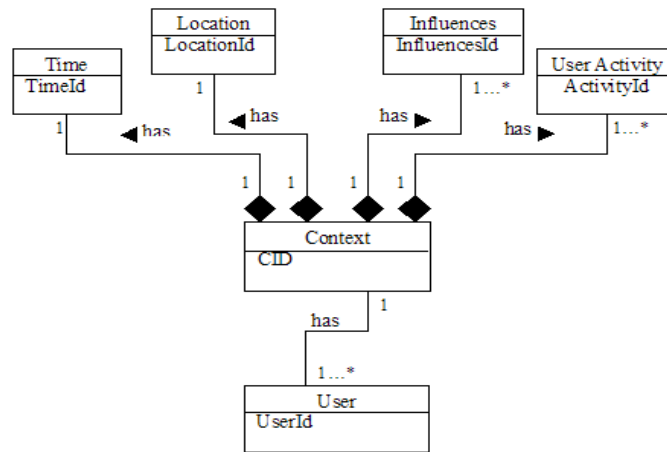 Location
LocationId
Influences
InfluencesId
Time
TimeId
User Activity
ActivityId
1
1…*
1
has
has
has
has
1…*
1
1
1
1
Context
CID
1
has
1…*
User
UserId